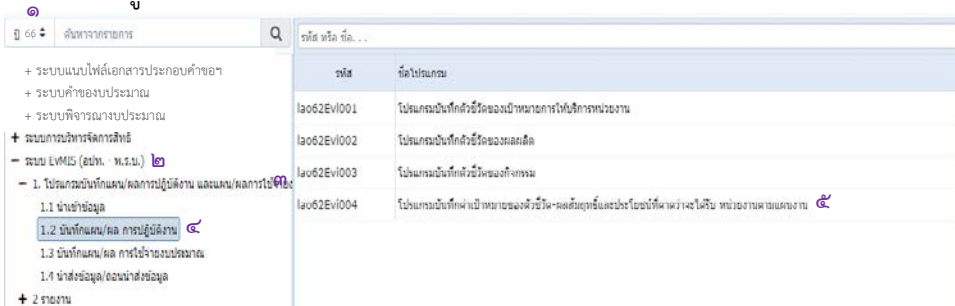 ๑
ปี 66 ค้นหาจากรายการ
รหัส หรือ ชื่อ. . .
+ ระบบแนบไฟล์เอกสารประกอบคำขอฯ
+ ระบบคำของบประมาณ
+ ระบบพิจารณางบประมาณ
+ ระบบการบริหารจัดการสิทธิ์
− ระบบ EvMIS (อปท. - พ.ร.บ.) ๒
− 1. โปรแกรมบันทึกแผน/ผลการปฏิบัติงาน และแผน/ผลการใช้ ๓
1.1 นำเข้าข้อมูล
1.2 บันทึกแผน/ผล การปฏิบัติงาน ๔
1.3 บันทึกแผน/ผล การใช้จ่ายงบประมาณ
1.4 นำส่งข้อมูล/ถอนนำส่งข้อมูล
+ 2 รายงาน
รหัส ชื่อโปรแกรม
lao62Evl001 โปรแกรมบันทึกตัวชี้วัดของเป้าหมายการให้บริการหน่วยงาน
lao62Evl002 โปรแกรมบันทึกตัวชี้วัดของผลผลิต
lao62Evl003 โปรแกรมบันทึกตัวชี้วัดของกิจกรรม
lao62Evl004 โปรแกรมบันทึกค่าเป้าหมายของตัวชี้วัด-ผลสัมฤทธิ์และประโยชน์ที่คาดว่าจะได้รับ หน่วยงานตามแผนงาน ๕